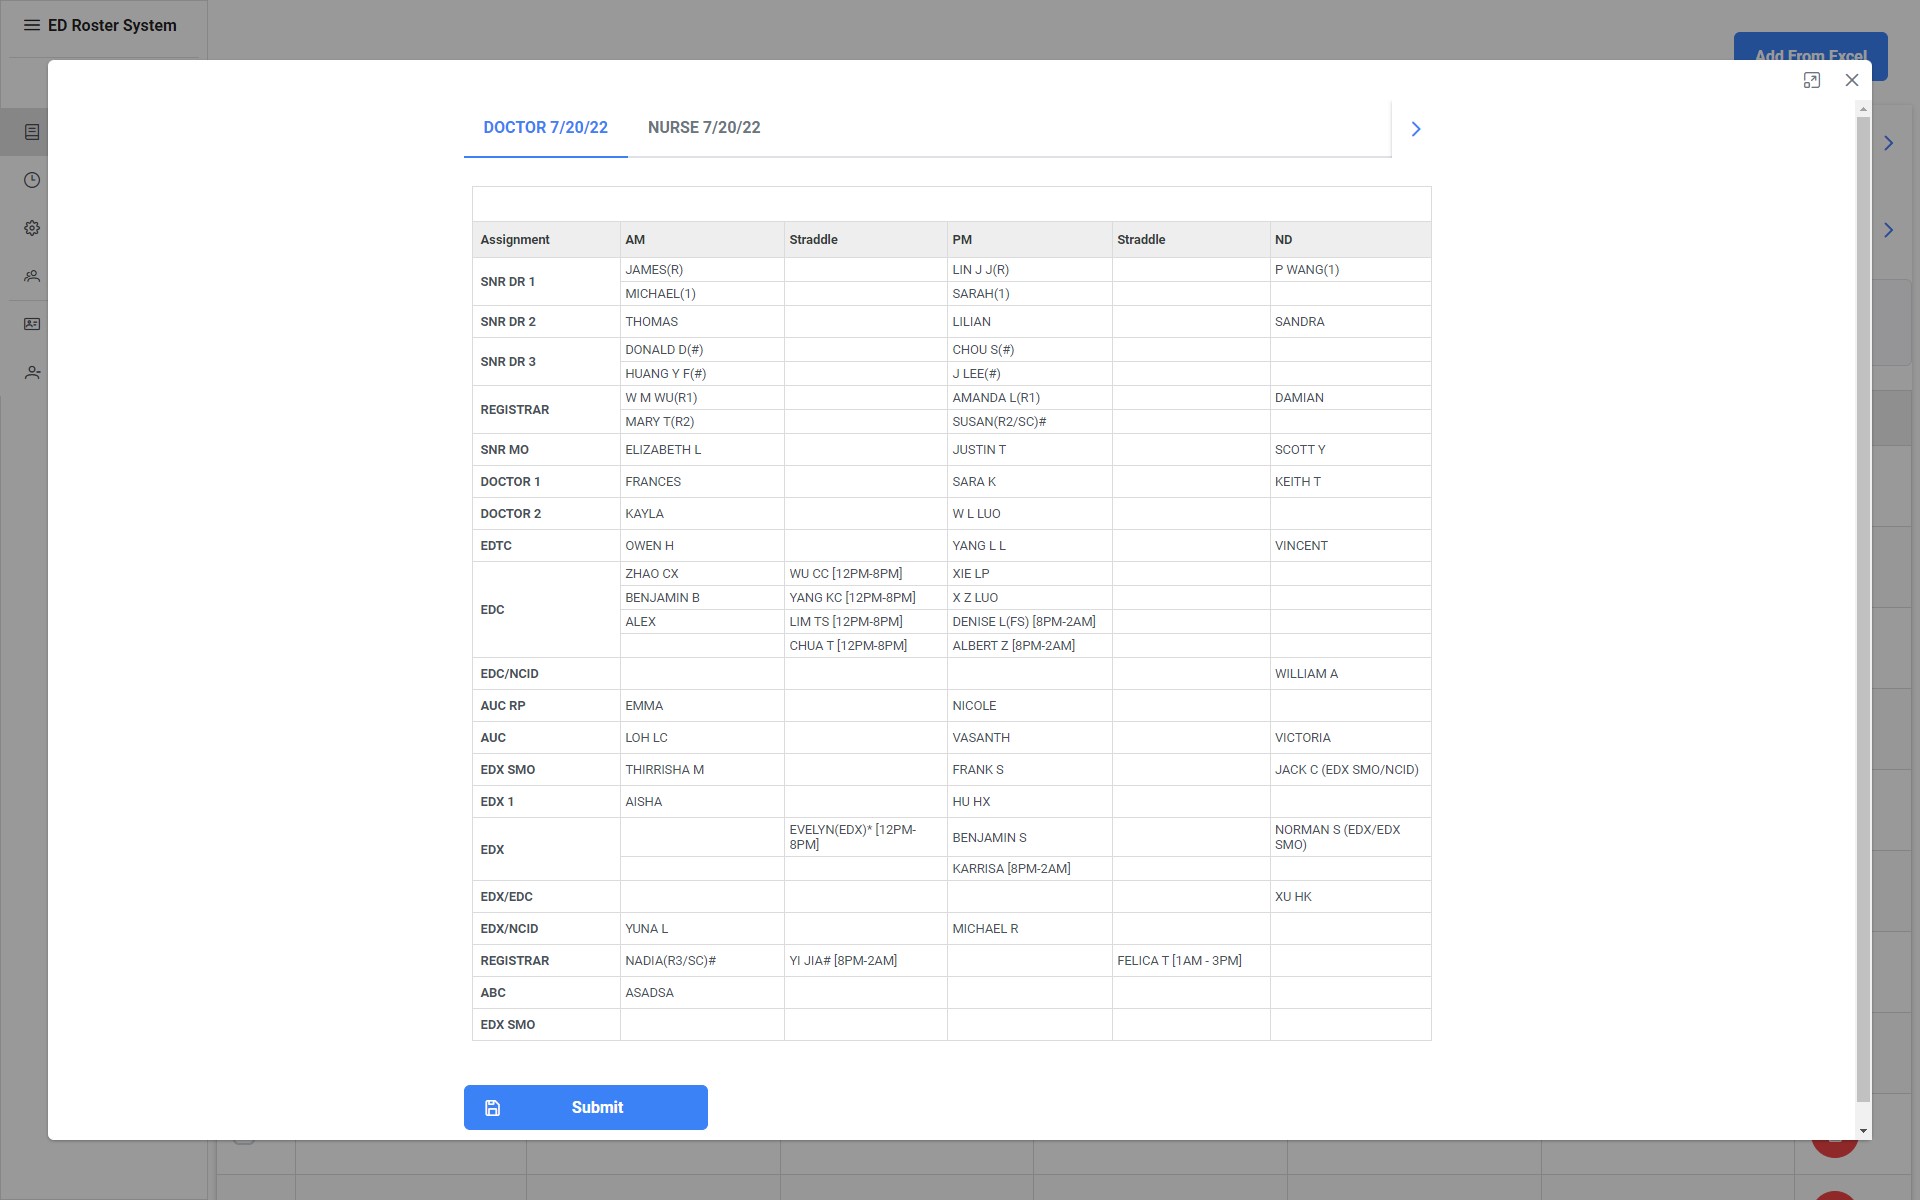 ED Roster System
Add From Excel
DOCTOR 7/20/22 NURSE 7/20/22
Assignment AM Straddle PM Straddle ND
SNR DR 1 JAMES(R) LIN J J(R) P WANG(1)
MICHAEL(1) SARAH(1)
SNR DR 2 THOMAS LILIAN SANDRA
SNR DR 3 DONALD D(#) CHOU S(#)
HUANG Y F(#) J LEE(#)
REGISTRAR W M WU(R1) AMANDA L(R1) DAMIAN
MARY T(R2) SUSAN(R2/SC)#
SNR MO ELIZABETH L JUSTIN T SCOTT Y
DOCTOR 1 FRANCES SARA K KEITH T
DOCTOR 2 KAYLA W L LUO
EDTC OWEN H YANG L L VINCENT
EDC ZHAO CX WU CC [12PM-8PM] XIE LP
BENJAMIN B YANG KC [12PM-8PM] X Z LUO
ALEX LIM TS [12PM-8PM] DENISE L(FS) [8PM-2AM]
CHUA T [12PM-8PM] ALBERT Z [8PM-2AM]
EDC/NCID WILLIAM A
AUC RP EMMA NICOLE
AUC LOH LC VASANTH VICTORIA
EDX SMO THIRRISHA M FRANK S JACK C (EDX SMO/NCID)
EDX 1 AISHA HU HX
EDX EVELYN(EDX)* [12PM-8PM] BENJAMIN S NORMAN S (EDX/EDX SMO)
KARRISA [8PM-2AM]
EDX/EDC XU HK
EDX/NCID YUNA L MICHAEL R
REGISTRAR NADIA(R3/SC)# YI JIA# [8PM-2AM] FELICA T [1AM - 3PM]
ABC ASADSA
EDX SMO
Submit